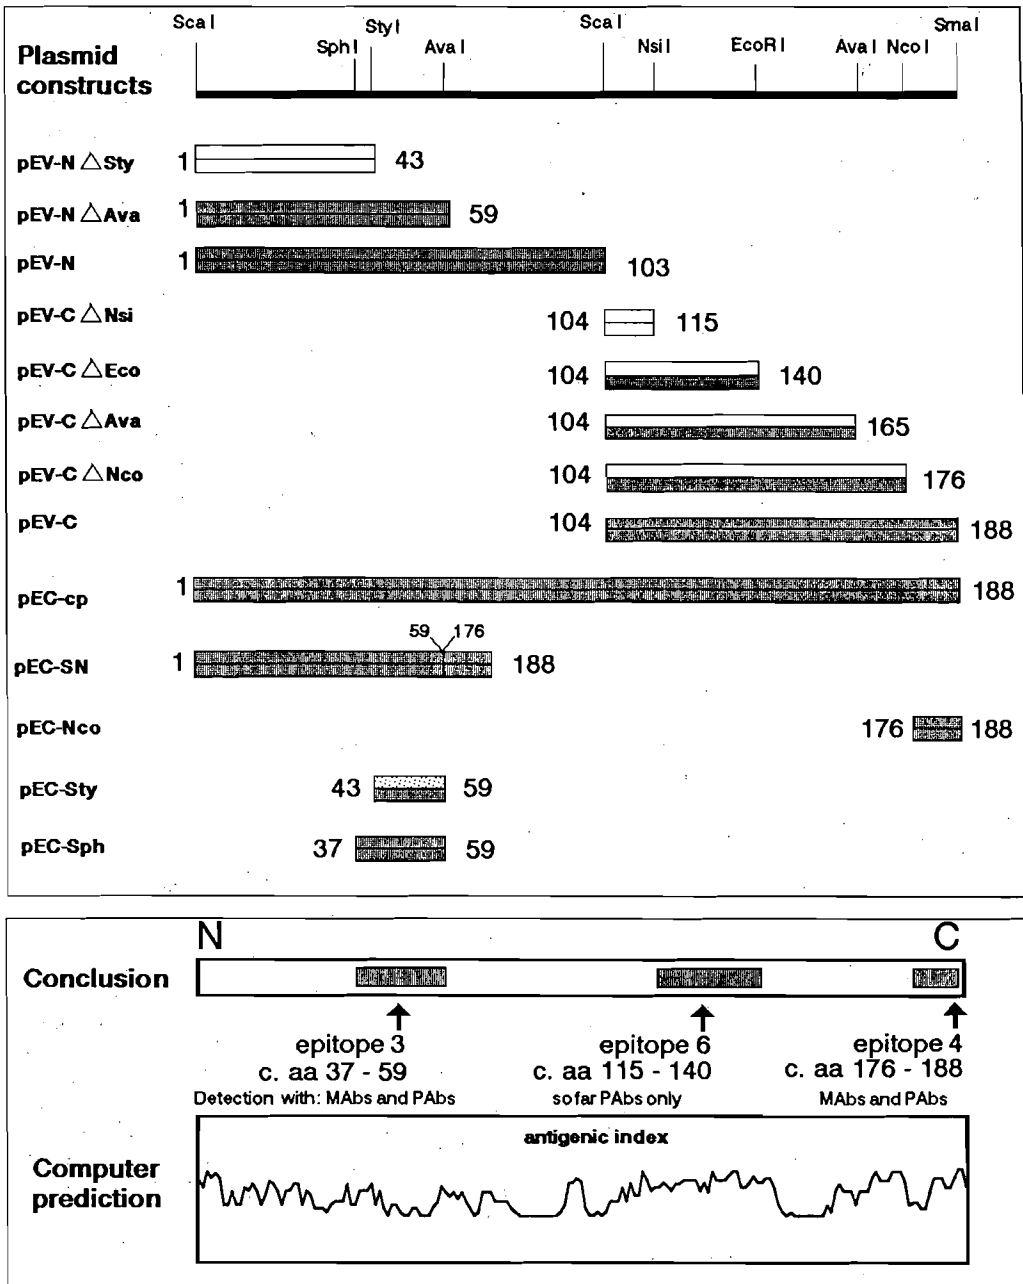 Sca I Sty I Sca I Sma I
Sph I Ava I Nsi I EcoR I Ava I Nco I
Plasmid
constructs
pEV-N △Sty 1 43
pEV-N △Ava 1 59
pEV-N 1 103
pEV-C △Nsi 104 115
pEV-C △Eco 104 140
pEV-C △Ava 104 165
pEV-C △Nco 104 176
pEV-C 104 188
pEC-cp 1 188
59 176
pEC-SN 1 188
pEC-Nco 176 188
pEC-Sty 43 59
pEC-Sph 37 59
N C
Conclusion
epitope 3 epitope 6 epitope 4
c. aa 37 - 59 c. aa 115 - 140 c. aa 176 - 188
Detection with: MAbs and PAbs so far PAbs only MAbs and PAbs
antigenic index
Computer
prediction